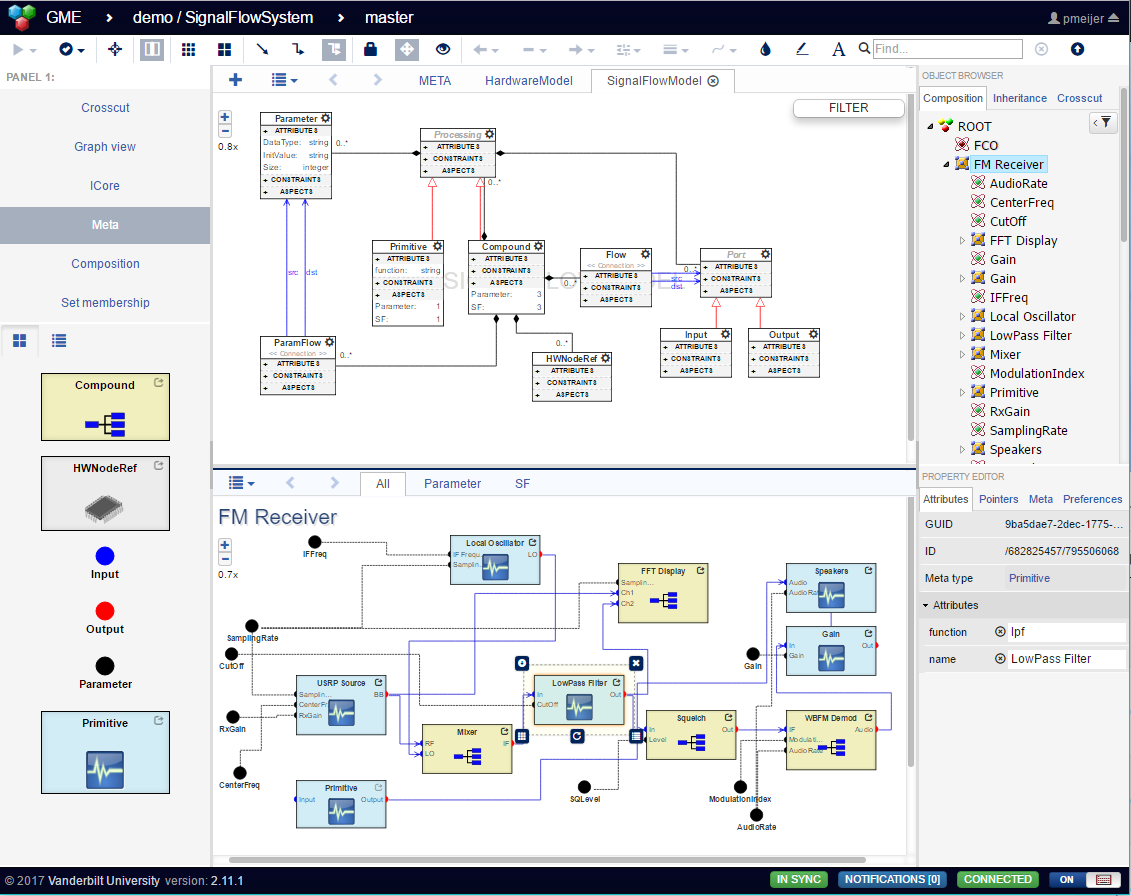 GME > demo / SignalFlowSystem > master
pmeijer
A
Find...
PANEL 1:
Crosscut
Graph view
ICore
Meta
Composition
Set membership
Compound
HWNodeRef
Input
Output
Parameter
Primitive
META
HardwareModel
SignalFlowModel
FILTER
0.8x
Parameter
ATTRIBUTES
DataType: string
InitValue: string
Size: integer
CONSTRAINTS
ASPECTS
0..*
Processing
ATTRIBUTES
CONSTRAINTS
ASPECTS
0..*
Primitive
ATTRIBUTES
function: string
CONSTRAINTS
ASPECTS
Parameter: 1
SF: 1
Compound
ATTRIBUTES
CONSTRAINTS
ASPECTS
Parameter: 3
SF: 3
Flow
<< Connection >>
ATTRIBUTES
CONSTRAINTS
ASPECTS
0..*
src
dst
0..*
Port
ATTRIBUTES
CONSTRAINTS
ASPECTS
src
dst
ParamFlow
<< Connection >>
ATTRIBUTES
CONSTRAINTS
ASPECTS
0..*
0..*
HWNodeRef
ATTRIBUTES
CONSTRAINTS
ASPECTS
Input
ATTRIBUTES
CONSTRAINTS
ASPECTS
Output
ATTRIBUTES
CONSTRAINTS
ASPECTS
All
Parameter
SF
FM Receiver
0.7x
IFFreq
Local Oscillator
IF Frequ...
Samplin...
LO
FFT Display
Samplin...
Ch1
Ch2
Speakers
Audio
AudioRate
SamplingRate
CutOff
Gain
In
Gain
Out
Gain
USRP Source
Samplin...
CenterFr
RxGain
BB
LowPass Filter
In
CutOff
Out
RxGain
Mixer
RF
LO
IF
Squelch
In
Level
Out
WBFM Demod
IF
Modulati...
AudioRate
Audio
CenterFreq
Primitive
Input
Output
SQLevel
ModulationIndex
AudioRate
OBJECT BROWSER
Composition
Inheritance
Crosscut
ROOT
FCO
FM Receiver
AudioRate
CenterFreq
CutOff
FFT Display
Gain
Gain
IFFreq
Local Oscillator
LowPass Filter
Mixer
ModulationIndex
Primitive
RxGain
SamplingRate
Speakers
PROPERTY EDITOR
Attributes
Pointers
Meta
Preferences
GUID 9ba5dae7-2dec-1775-...
ID /682825457/795506068
Meta type Primitive
Attributes
function lpf
name LowPass Filter
© 2017 Vanderbilt University version: 2.11.1
IN SYNC
NOTIFICATIONS [0]
CONNECTED
ON